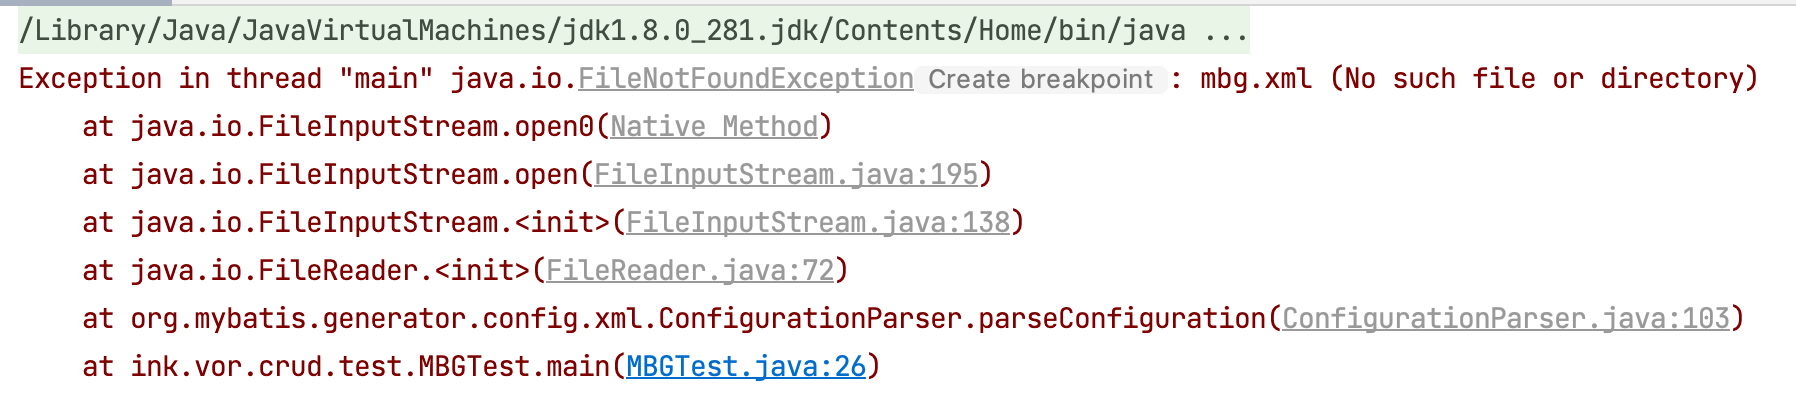 /Library/Java/JavaVirtualMachines/jdk1.8.0_281.jdk/Contents/Home/bin/java ...
Exception in thread "main" java.io.FileNotFoundException Create breakpoint : mbg.xml (No such file or directory)
    at java.io.FileInputStream.open0(Native Method)
    at java.io.FileInputStream.open(FileInputStream.java:195)
    at java.io.FileInputStream.<init>(FileInputStream.java:138)
    at java.io.FileReader.<init>(FileReader.java:72)
    at org.mybatis.generator.config.xml.ConfigurationParser.parseConfiguration(ConfigurationParser.java:103)
    at ink.vor.crud.test.MBGTest.main(MBGTest.java:26)